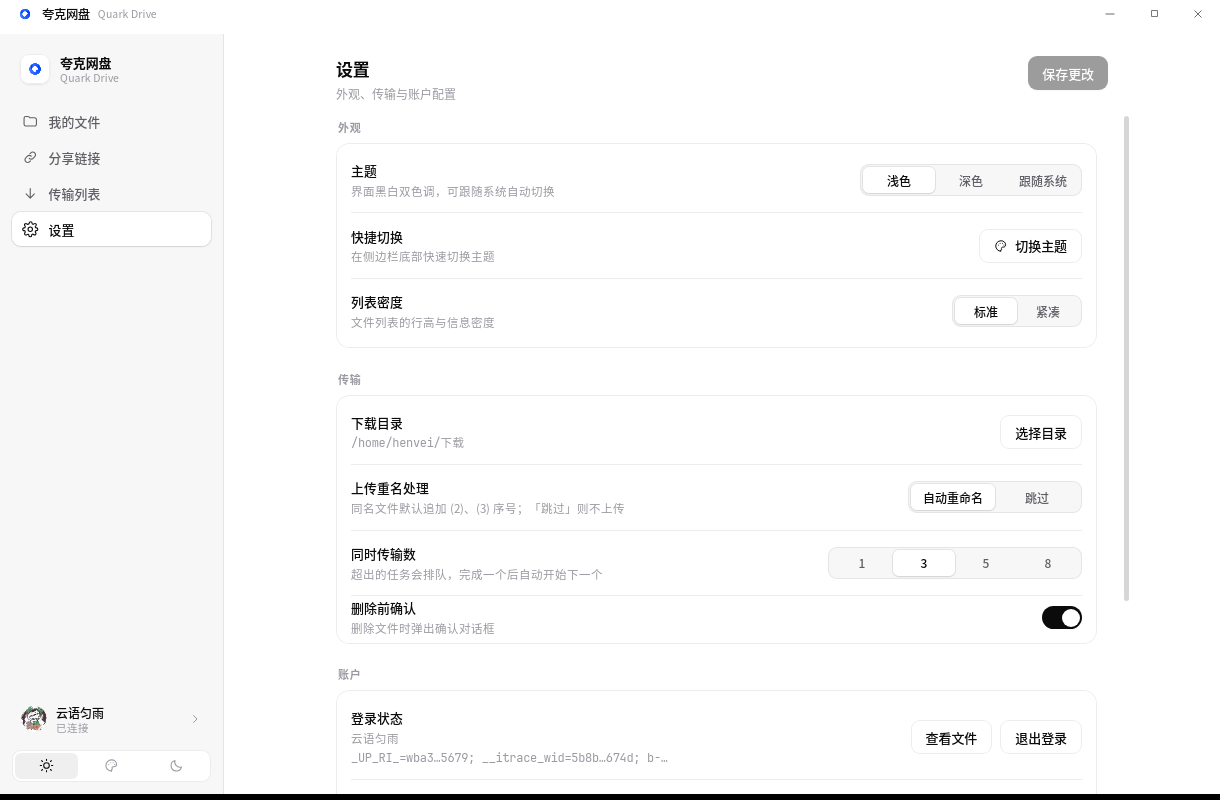 夸克网盘 Quark Drive
夸克网盘
Quark Drive
我的文件
分享链接
传输列表
设置
云语匀雨
已连接
设置
外观、传输与账户配置
保存更改
外观
主题
界面黑白双色调，可跟随系统自动切换
浅色 深色 跟随系统
快捷切换
在侧边栏底部快速切换主题
切换主题
列表密度
文件列表的行高与信息密度
标准 紧凑
传输
下载目录
/home/henvei/下载
选择目录
上传重名处理
同名文件默认追加 (2)、(3) 序号；「跳过」则不上传
自动重命名 跳过
同时传输数
超出的任务会排队，完成一个后自动开始下一个
1 3 5 8
删除前确认
删除文件时弹出确认对话框
账户
登录状态
云语匀雨
_UP_RI_=wba3…5679; __itrace_wid=5b8b…674d; b-…
查看文件 退出登录